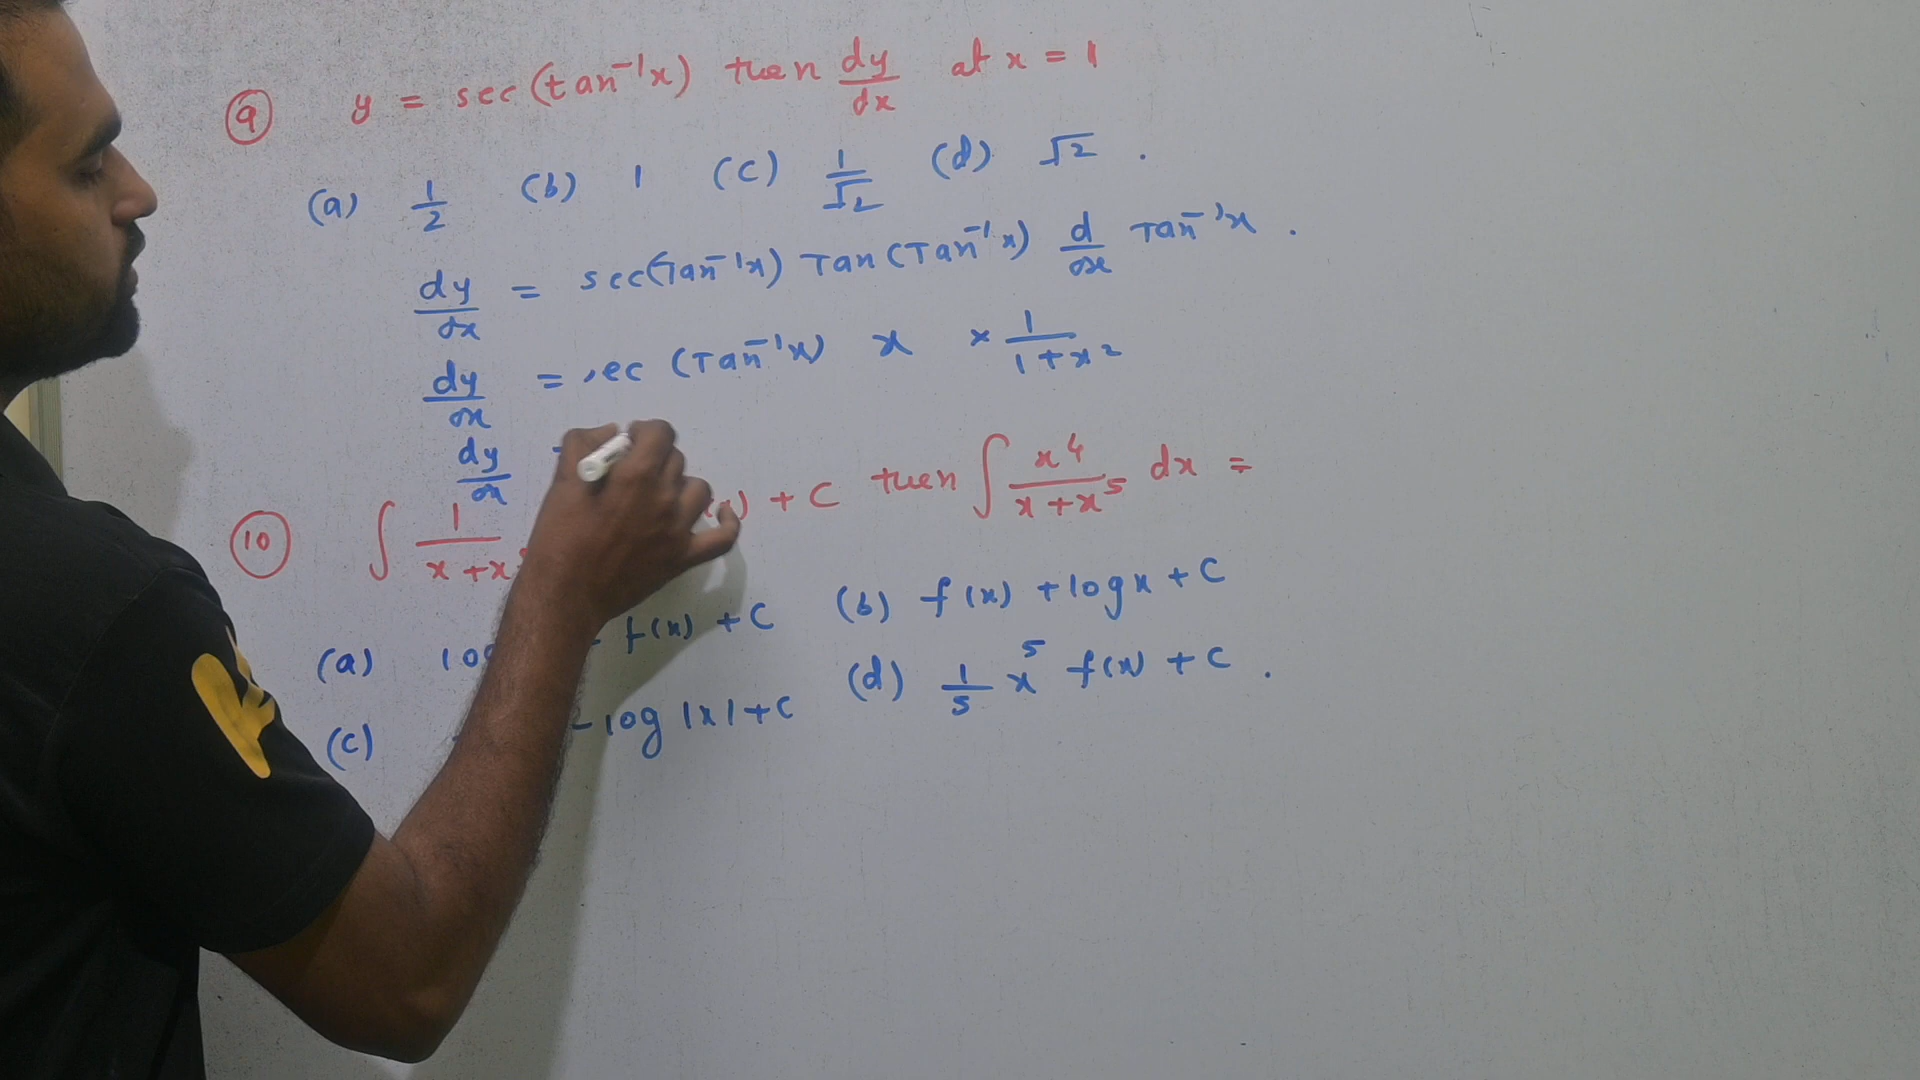 9 y = sec(tan⁻¹x) then dy/dx at x = 1
(a) 1/2 (b) 1 (c) 1/√2 (d) √2 .
dy/dx = sec(Tan⁻¹x) Tan(Tan⁻¹x) d/dx Tan⁻¹x .
dy/dx = sec (Tan⁻¹x) x × 1/1+x²
dy/dx
10 ∫ 1/x+x + C then ∫ x⁴/x+x⁵ dx =
(a) f(x) + C (b) f(x) + logx + C
(c) - log |x| + C (d) 1/5 x⁵ f(x) + C .